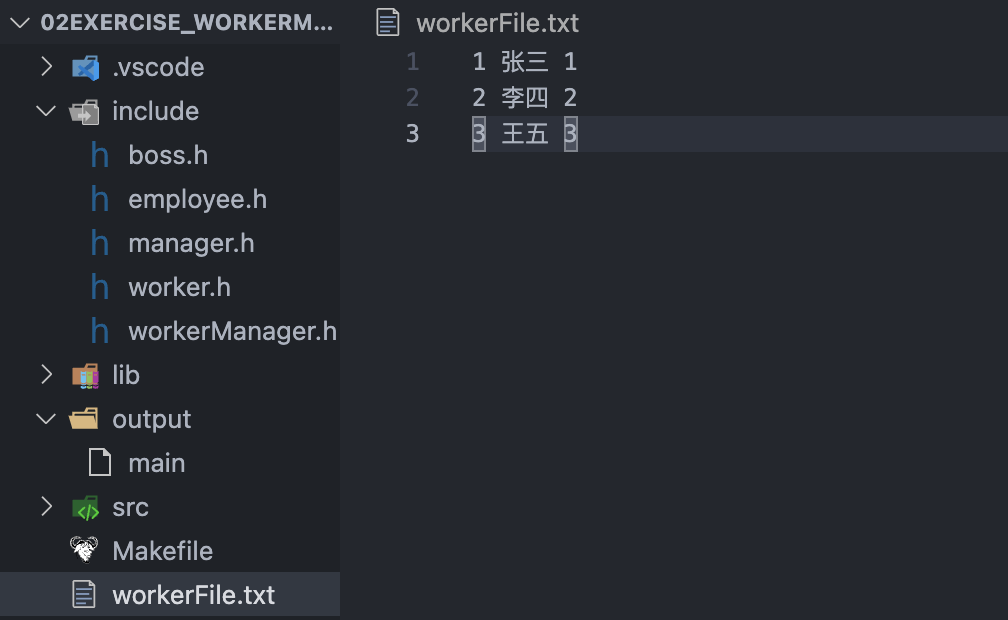 02EXERCISE_WORKERM...
.vscode
include
h boss.h
h employee.h
h manager.h
h worker.h
h workerManager.h
lib
output
main
src
Makefile
workerFile.txt
workerFile.txt
1 1 张三 1
2 2 李四 2
3 3 王五 3